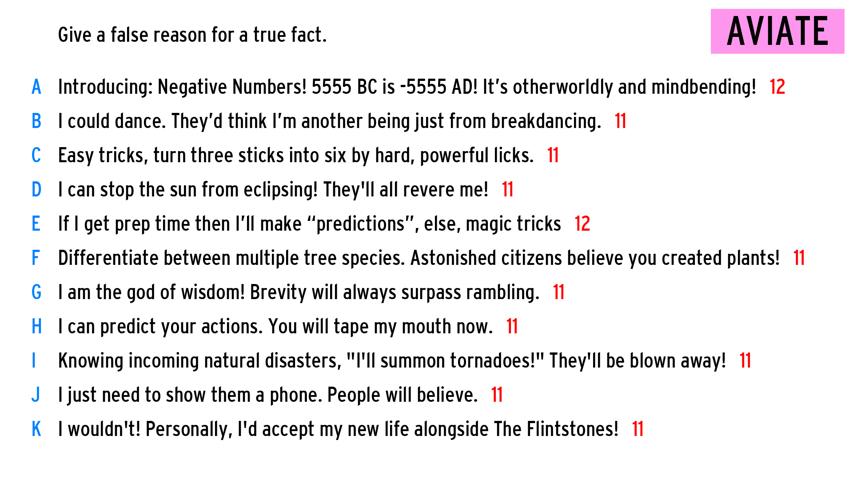 Give a false reason for a true fact.
AVIATE
A Introducing: Negative Numbers! 5555 BC is -5555 AD! It's otherworldly and mindbending! 12
B I could dance. They'd think I'm another being just from breakdancing. 11
C Easy tricks, turn three sticks into six by hard, powerful licks. 11
D I can stop the sun from eclipsing! They'll all revere me! 11
E If I get prep time then I'll make “predictions”, else, magic tricks 12
F Differentiate between multiple tree species. Astonished citizens believe you created plants! 11
G I am the god of wisdom! Brevity will always surpass rambling. 11
H I can predict your actions. You will tape my mouth now. 11
I Knowing incoming natural disasters, "I'll summon tornadoes!" They'll be blown away! 11
J I just need to show them a phone. People will believe. 11
K I wouldn't! Personally, I'd accept my new life alongside The Flintstones! 11